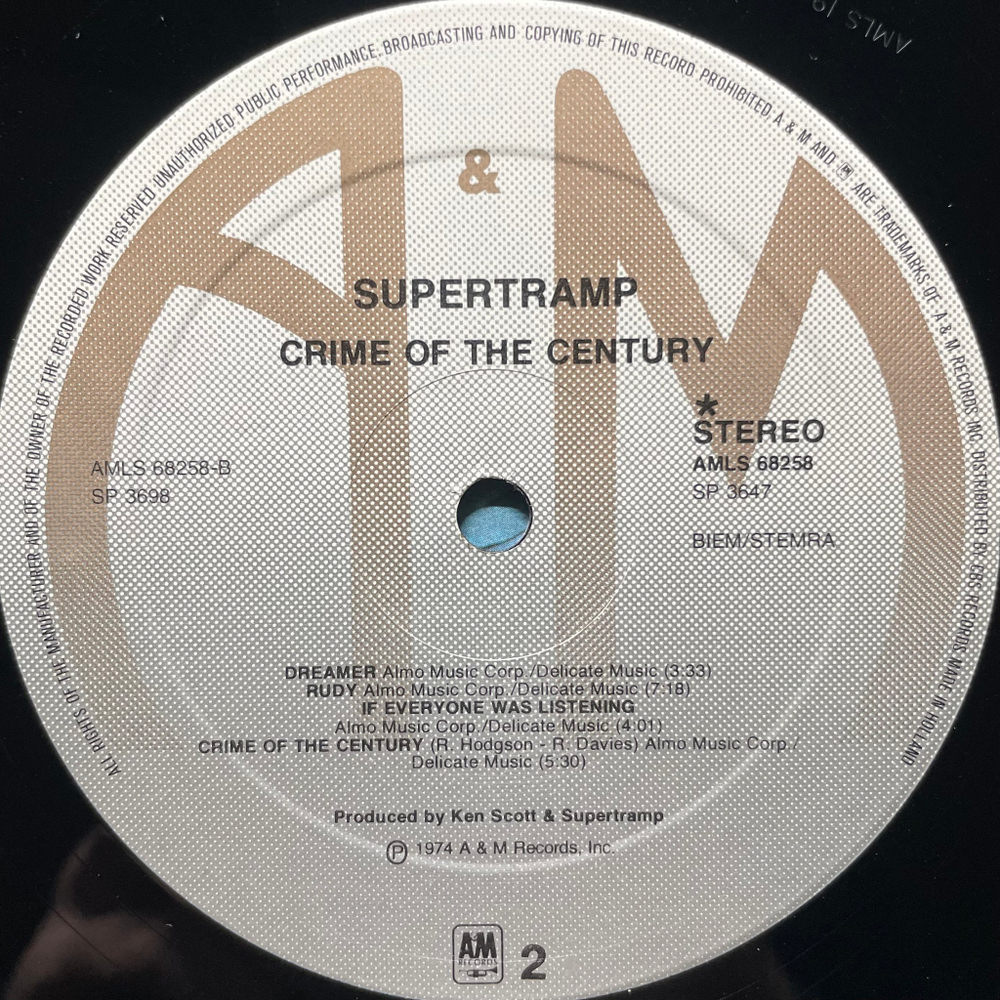 ALL RIGHTS OF THE MANUFACTURER AND OF THE OWNER OF THE RECORDED WORK RESERVED UNAUTHORIZED PUBLIC PERFORMANCE, BROADCASTING AND COPYING OF THIS RECORD PROHIBITED A & M AND AM ARE TRADEMARKS OF A & M RECORDS INC. DISTRIBUTED BY CBS RECORDS MADE IN HOLLAND
AMLS
A & M
SUPERTRAMP
CRIME OF THE CENTURY
*
STEREO
AMLS 68258-B
SP 3698
AMLS 68258
SP 3647
BIEM/STEMRA
DREAMER Almo Music Corp./Delicate Music (3:33)
RUDY Almo Music Corp./Delicate Music (7:18)
IF EVERYONE WAS LISTENING
Almo Music Corp./Delicate Music (4:01)
CRIME OF THE CENTURY (R. Hodgson - R. Davies) Almo Music Corp./
Delicate Music (5:30)
Produced by Ken Scott & Supertramp
Ⓟ 1974 A & M Records, Inc.
AM
RECORDS
2